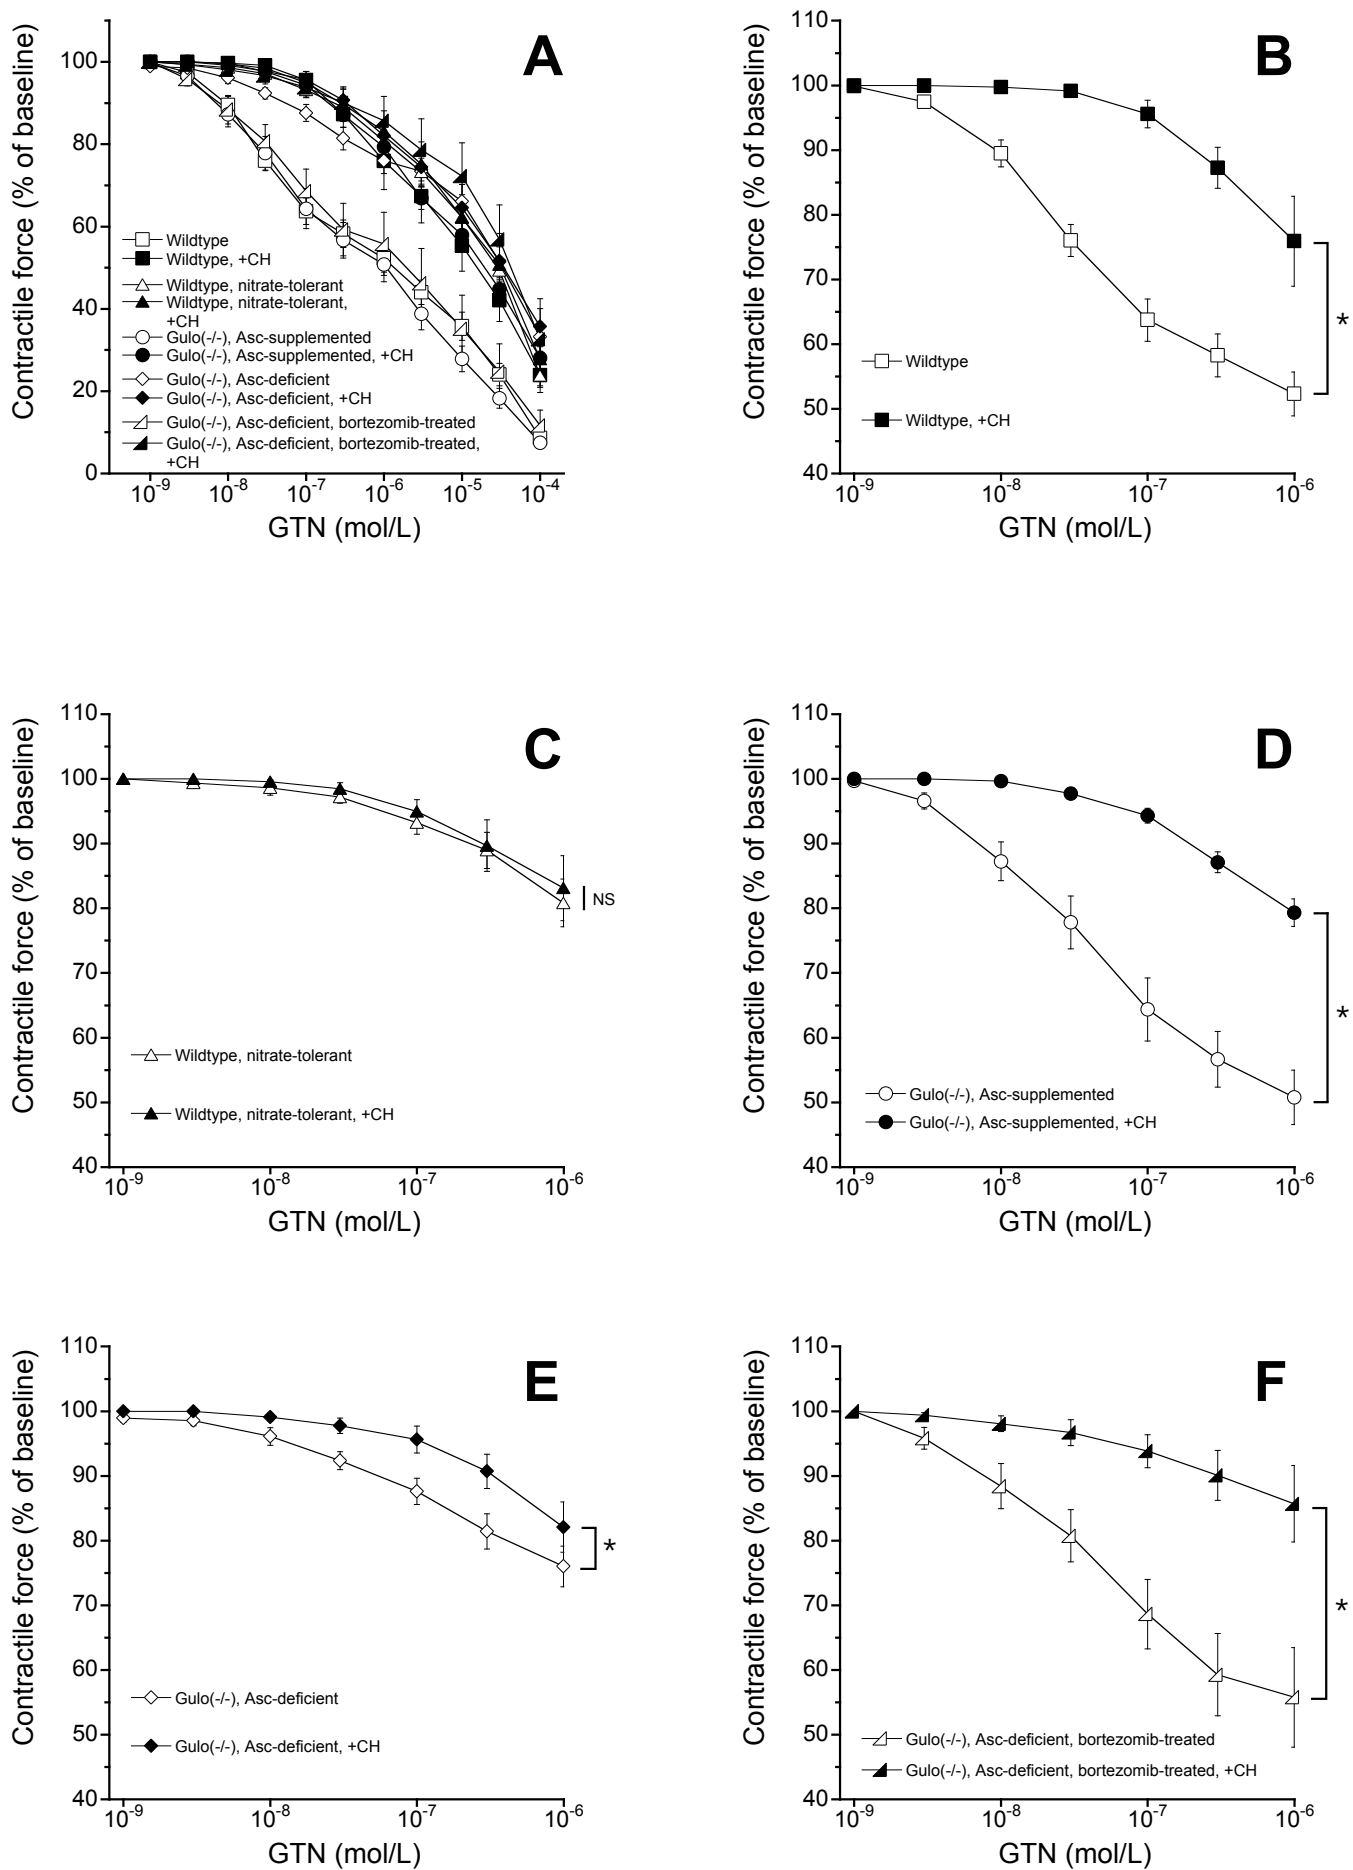 A
Contractile force (% of baseline)
100
80
60
40
20
0
Wildtype
Wildtype, +CH
Wildtype, nitrate-tolerant
Wildtype, nitrate-tolerant,
+CH
Gulo(-/-), Asc-supplemented
Gulo(-/-), Asc-supplemented, +CH
Gulo(-/-), Asc-deficient
Gulo(-/-), Asc-deficient, +CH
Gulo(-/-), Asc-deficient, bortezomib-treated
Gulo(-/-), Asc-deficient, bortezomib-treated,
+CH
10⁻⁹ 10⁻⁸ 10⁻⁷ 10⁻⁶ 10⁻⁵ 10⁻⁴
GTN (mol/L)
B
Contractile force (% of baseline)
110
100
90
80
70
60
50
40
Wildtype
Wildtype, +CH
*
10⁻⁹ 10⁻⁸ 10⁻⁷ 10⁻⁶
GTN (mol/L)
C
Contractile force (% of baseline)
110
100
90
80
70
60
50
40
NS
Wildtype, nitrate-tolerant
Wildtype, nitrate-tolerant, +CH
10⁻⁹ 10⁻⁸ 10⁻⁷ 10⁻⁶
GTN (mol/L)
D
Contractile force (% of baseline)
110
100
90
80
70
60
50
40
*
Gulo(-/-), Asc-supplemented
Gulo(-/-), Asc-supplemented, +CH
10⁻⁹ 10⁻⁸ 10⁻⁷ 10⁻⁶
GTN (mol/L)
E
Contractile force (% of baseline)
110
100
90
80
70
60
50
40
*
Gulo(-/-), Asc-deficient
Gulo(-/-), Asc-deficient, +CH
10⁻⁹ 10⁻⁸ 10⁻⁷ 10⁻⁶
GTN (mol/L)
F
Contractile force (% of baseline)
110
100
90
80
70
60
50
40
*
Gulo(-/-), Asc-deficient, bortezomib-treated
Gulo(-/-), Asc-deficient, bortezomib-treated, +CH
10⁻⁹ 10⁻⁸ 10⁻⁷ 10⁻⁶
GTN (mol/L)